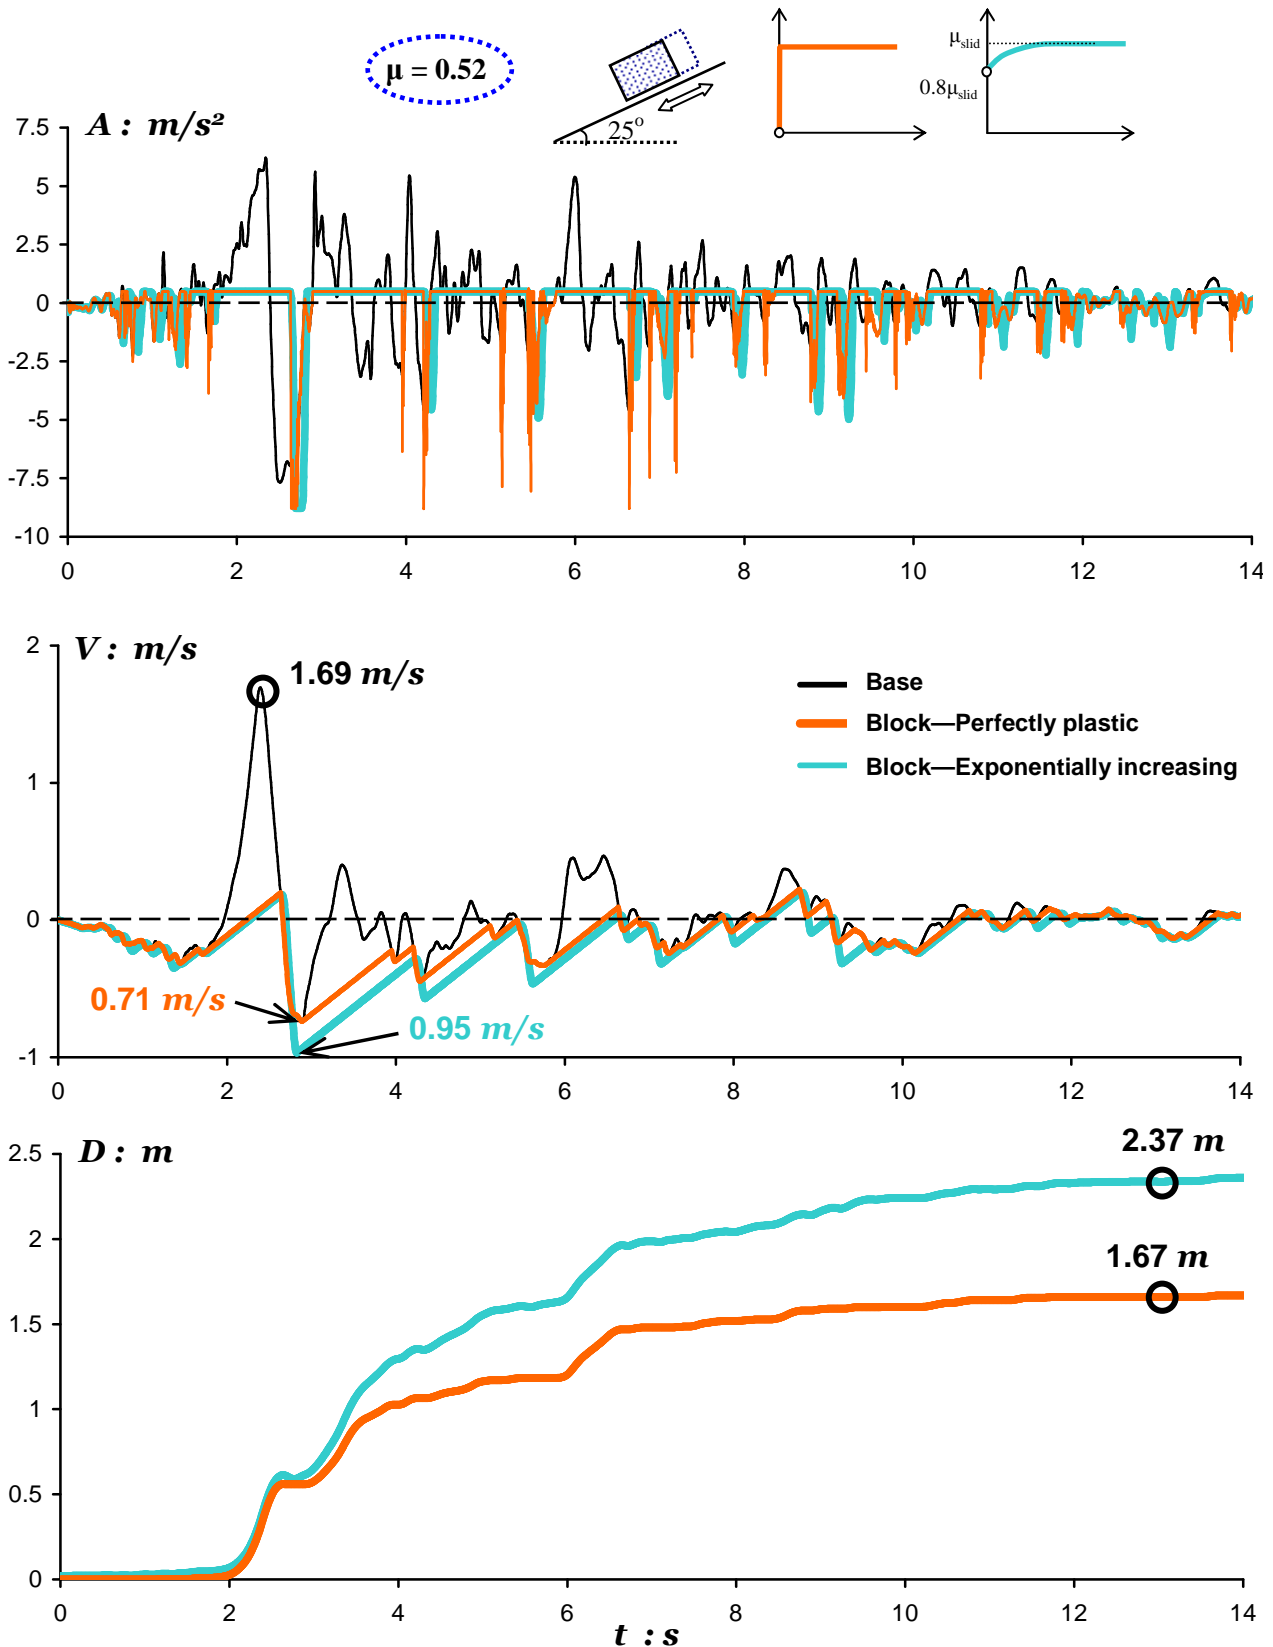 μ = 0.52
25°
μslid
0.8μslid
A : m/s²
7.5
5
2.5
0
-2.5
-5
-7.5
-10
0 2 4 6 8 10 12 14
V : m/s
2
1
0
-1
1.69 m/s
Base
Block—Perfectly plastic
Block—Exponentially increasing
0.71 m/s
0.95 m/s
0 2 4 6 8 10 12 14
D : m
2.5
2
1.5
1
0.5
0
2.37 m
1.67 m
0 2 4 6 8 10 12 14
t : s